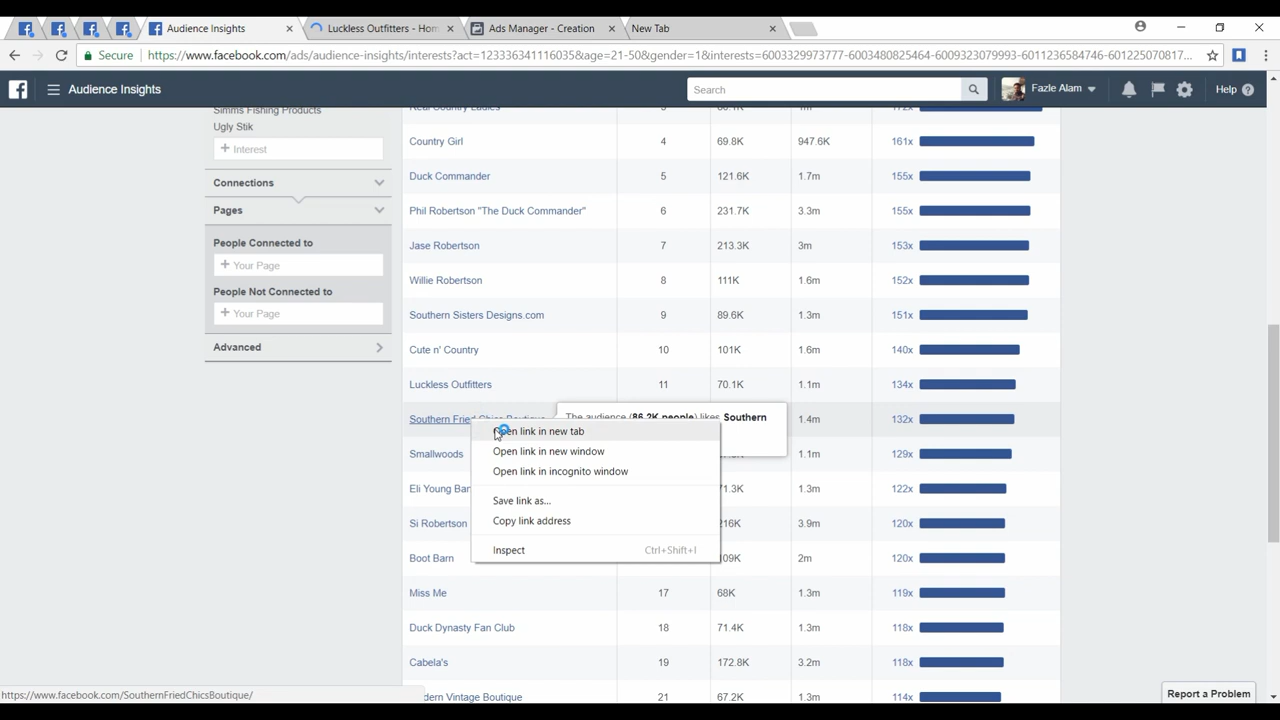 Audience Insights
Luckless Outfitters - Hom
Ads Manager - Creation
New Tab
Secure
https://www.facebook.com/ads/audience-insights/interests?act=123336341116035&age=21-50&gender=1&interests=6003329973777-6003480825464-6009323079993-6011236584746-601225070817...
Audience Insights
Search
Fazle Alam
Help
Simms Fishing Products
Ugly Stik
+ Interest
Connections
Pages
People Connected to
+ Your Page
People Not Connected to
+ Your Page
Advanced
Real Country Ladies
Country Girl 4 69.8K 947.6K 161x
Duck Commander 5 121.6K 1.7m 155x
Phil Robertson "The Duck Commander" 6 231.7K 3.3m 155x
Jase Robertson 7 213.3K 3m 153x
Willie Robertson 8 111K 1.6m 152x
Southern Sisters Designs.com 9 89.6K 1.3m 151x
Cute n' Country 10 101K 1.6m 140x
Luckless Outfitters 11 70.1K 1.1m 134x
Southern Fried Chics Boutique 1.4m 132x
The audience (86.2K people) likes Southern
Smallwoods 1.1m 129x
Eli Young Ban 71.3K 1.3m 122x
Si Robertson 216K 3.9m 120x
Boot Barn 109K 2m 120x
Miss Me 17 68K 1.3m 119x
Duck Dynasty Fan Club 18 71.4K 1.3m 118x
Cabela's 19 172.8K 3.2m 118x
dern Vintage Boutique 21 67.2K 1.3m 114x
Open link in new tab
Open link in new window
Open link in incognito window
Save link as...
Copy link address
Inspect Ctrl+Shift+I
https://www.facebook.com/SouthernFriedChicsBoutique/
Report a Problem